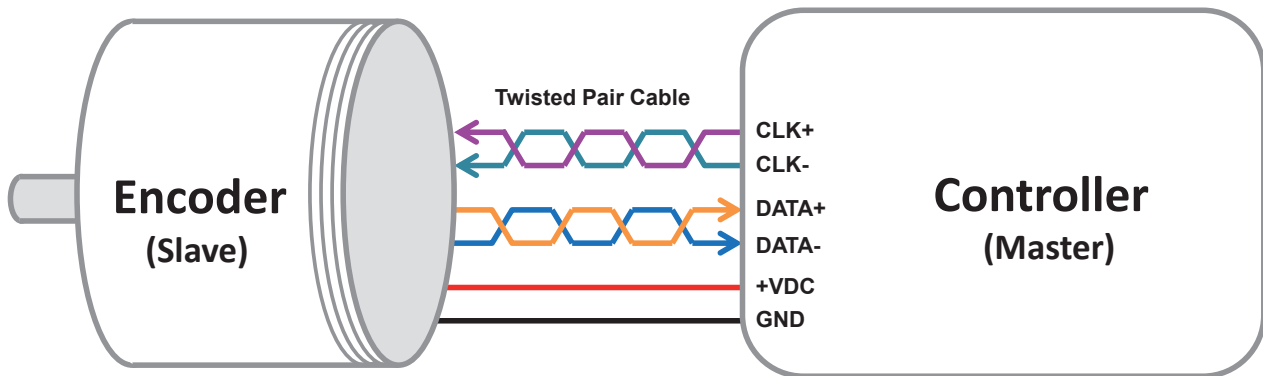 Twisted Pair Cable
Encoder
(Slave)
CLK+
CLK-
DATA+
DATA-
+VDC
GND
Controller
(Master)